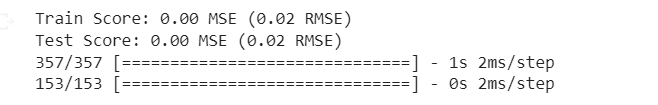 Train Score: 0.00 MSE (0.02 RMSE)
Test Score: 0.00 MSE (0.02 RMSE)
357/357 [==============================] - 1s 2ms/step
153/153 [==============================] - 0s 2ms/step